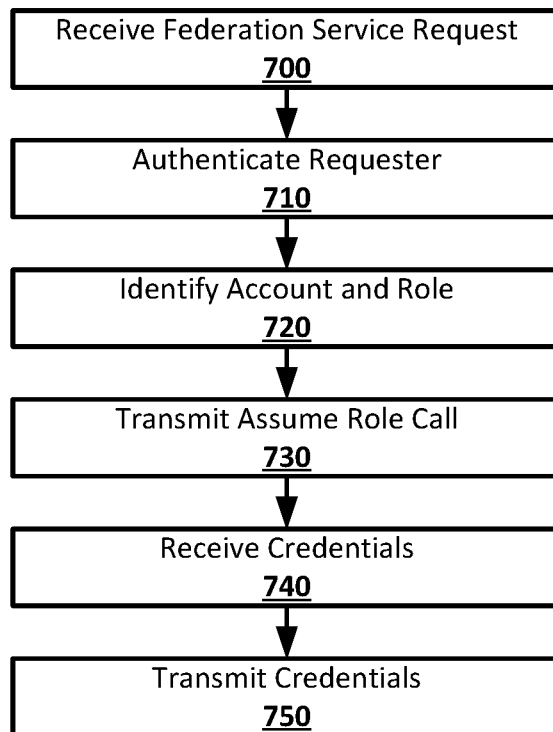 Receive Federation Service Request
700
Authenticate Requester
710
Identify Account and Role
720
Transmit Assume Role Call
730
Receive Credentials
740
Transmit Credentials
750